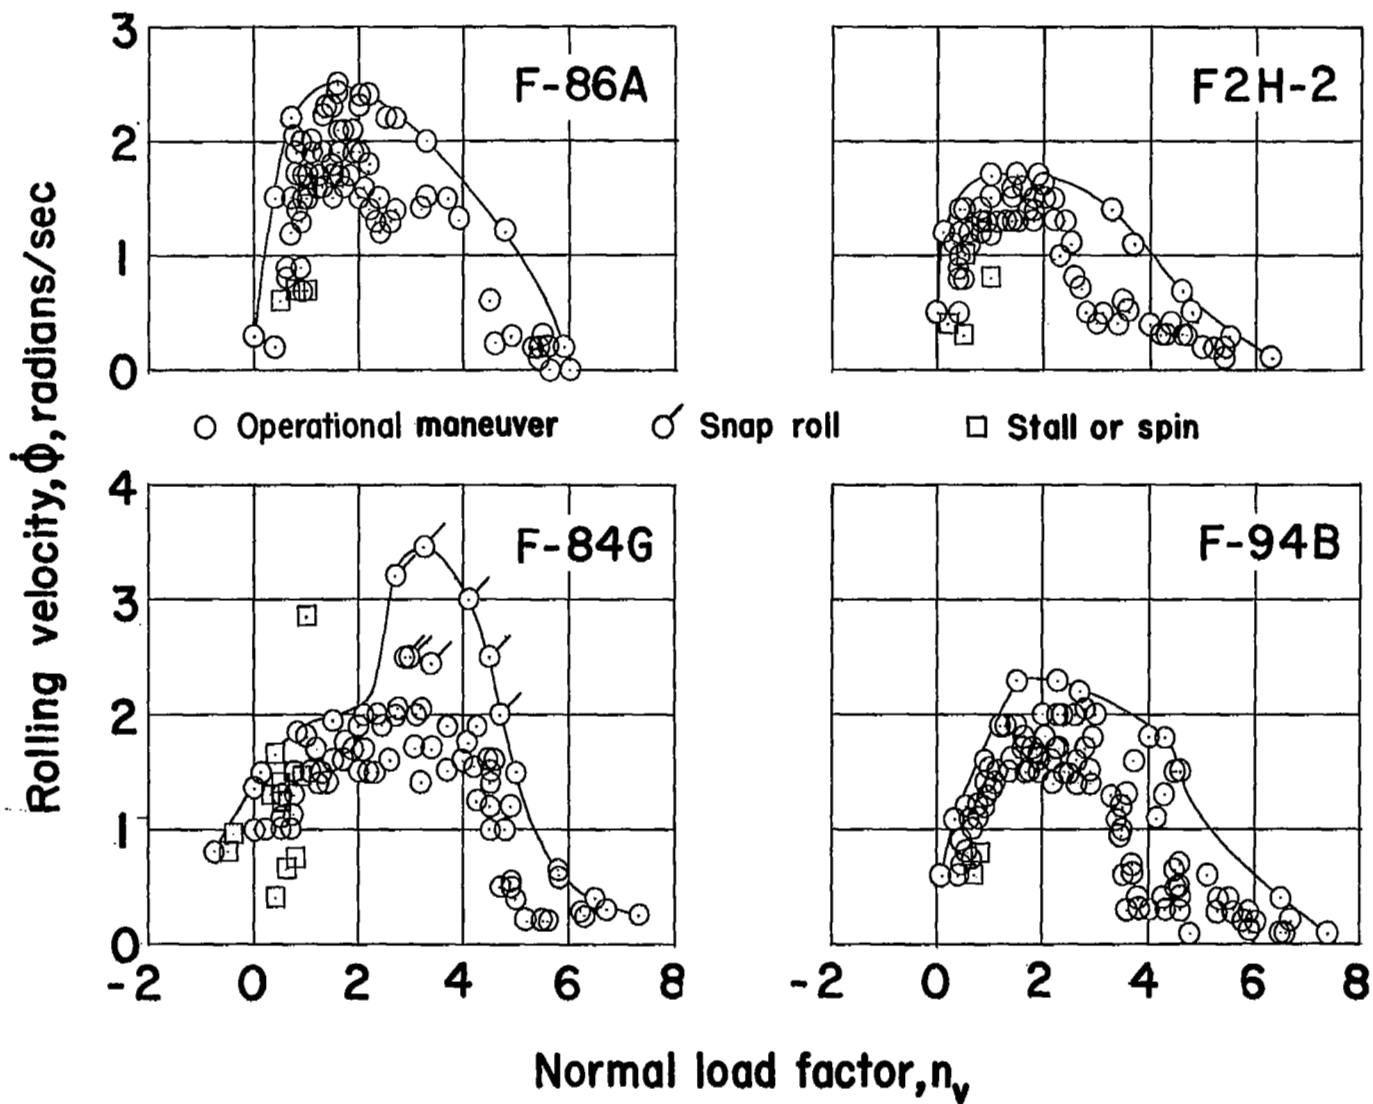 3
2
1
0
F-86A
F2H-2
Rolling velocity, φ̇, radians/sec
Operational maneuver
Snap roll
Stall or spin
4
3
2
1
0
F-84G
F-94B
-2 0 2 4 6 8
-2 0 2 4 6 8
Normal load factor, nᵥ